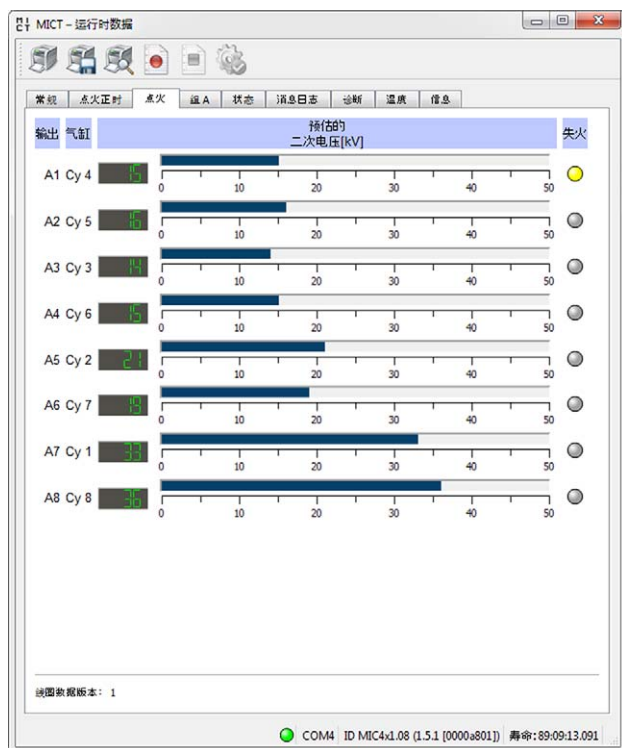 MICT – 运行时数据
常规 点火正时 点火 组 A 状态 消息日志 诊断 温度 信息
输出 气缸 预估的 失火
二次电压[kV]
A1 Cy 4 15
0 10 20 30 40 50
A2 Cy 5 16
0 10 20 30 40 50
A3 Cy 3 14
0 10 20 30 40 50
A4 Cy 6 15
0 10 20 30 40 50
A5 Cy 2 21
0 10 20 30 40 50
A6 Cy 7 19
0 10 20 30 40 50
A7 Cy 1 33
0 10 20 30 40 50
A8 Cy 8 36
0 10 20 30 40 50
线圈数据版本: 1
COM4 ID MIC4x1.08 (1.5.1 [0000a801]) 寿命:89:09:13.091